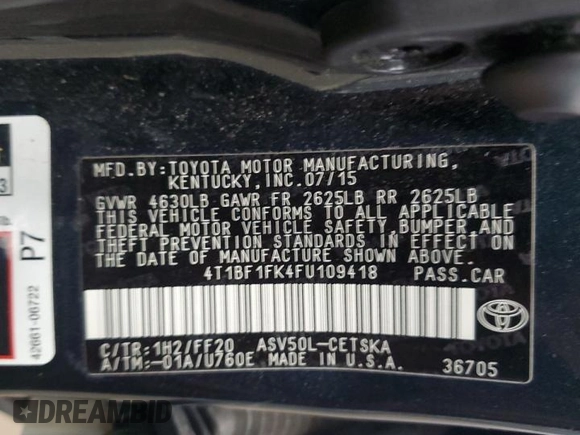 MFD.BY:TOYOTA MOTOR MANUFACTURING,
KENTUCKY, INC.07/15
GVWR 4630LB GAWR FR 2625LB RR 2625LB
THIS VEHICLE CONFORMS TO ALL APPLICABLE
FEDERAL MOTOR VEHICLE SAFETY,BUMPER,AND
THEFT PREVENTION STANDARDS IN EFFECT ON
THE DATE OF MANUFACTURE SHOWN ABOVE.
4T1BF1FK4FU109418 PASS.CAR
C/TR:1H2/FF20 ASV50L-CETSKA
A/TM:-01A/U760E MADE IN U.S.A. 36705
P7
42661-06722
DREAMBID